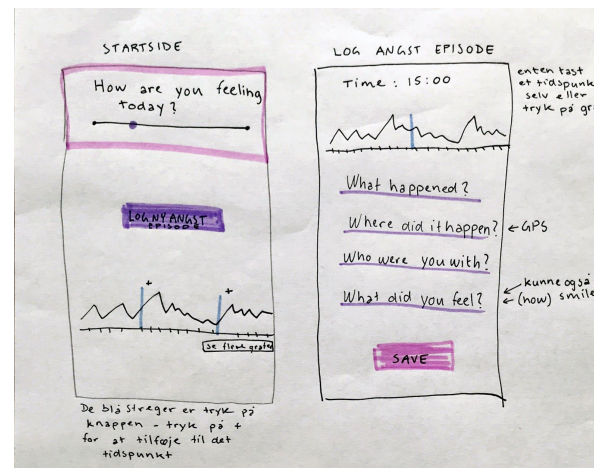 STARTSIDE
How are you feeling
today?
LOG NY ANGST
EPISODE
+
+
se flere grafer
De blå streger er tryk på
knappen - tryk på +
for at tilføje til det
tidspunkt
LOG ANGST EPISODE
Time : 15:00
enten tast
et tidspunk
selv eller
tryk på gr
What happened?
Where did it happen?
← GPS
Who were you with?
What did you feel?
kunne også
(how) smile
SAVE